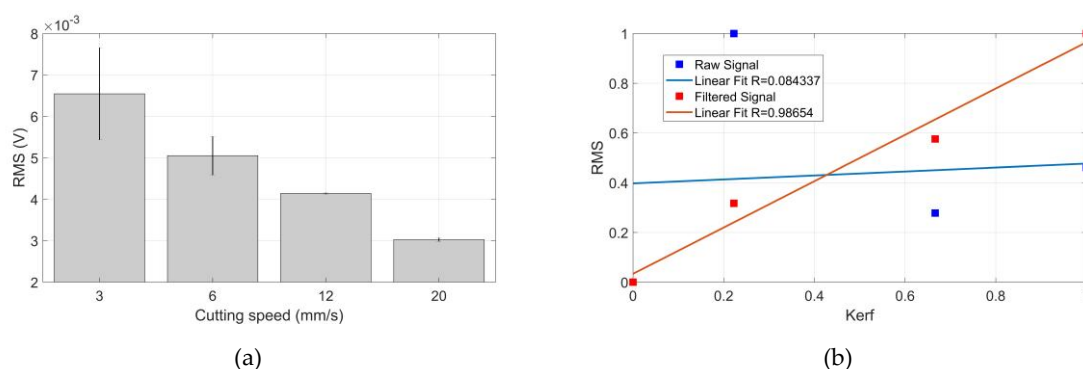 ×10⁻³
8
7
6
5
4
3
2
RMS (V)
3 6 12 20
Cutting speed (mm/s)
(a)
1
0.8
0.6
0.4
0.2
0
RMS
Raw Signal
Linear Fit R=0.084337
Filtered Signal
Linear Fit R=0.98654
0 0.2 0.4 0.6 0.8
Kerf
(b)